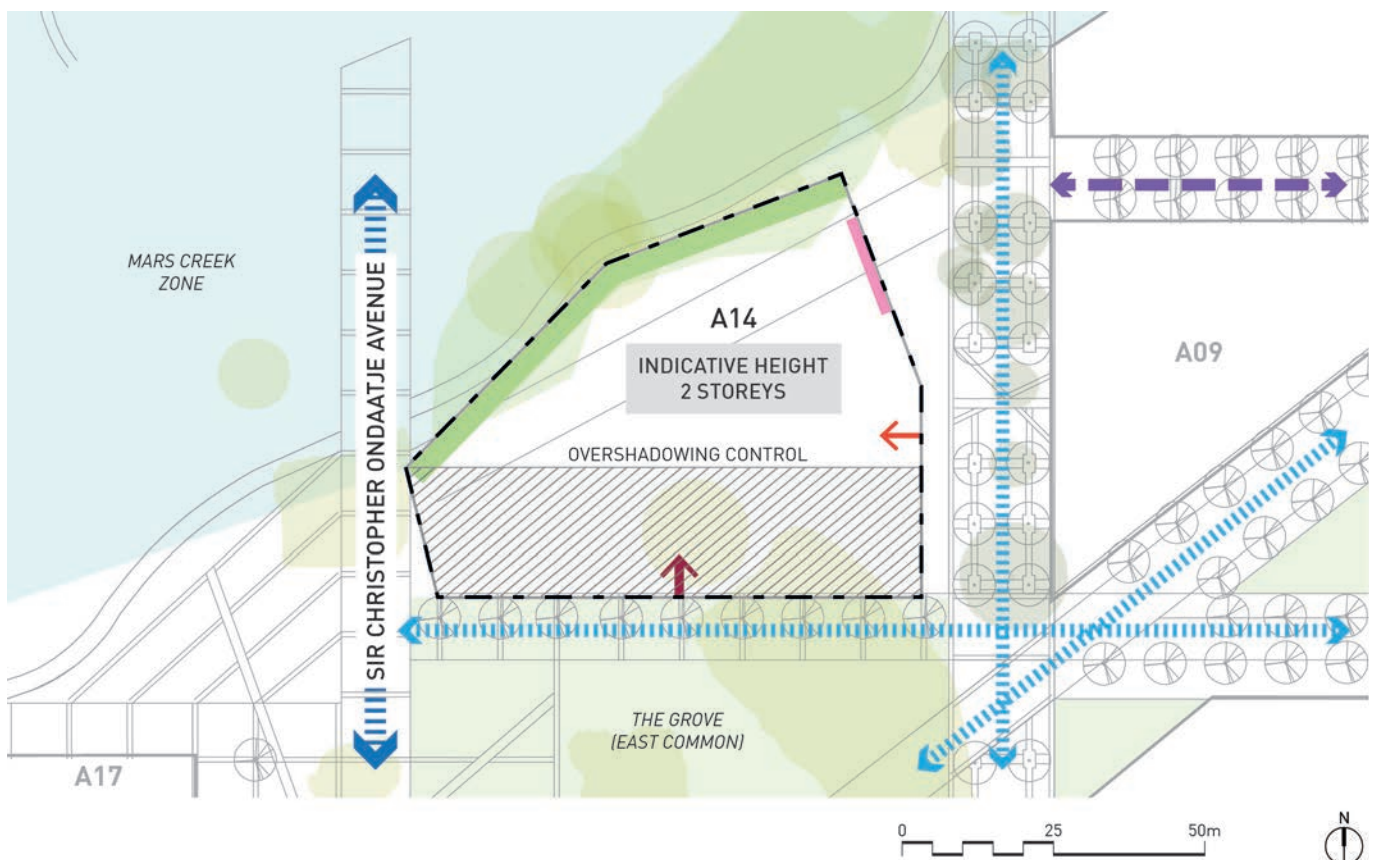 MARS CREEK
ZONE
SIR CHRISTOPHER ONDAATJE AVENUE
A14
INDICATIVE HEIGHT
2 STOREYS
A09
OVERSHADOWING CONTROL
THE GROVE
(EAST COMMON)
A17
0 25 50m
N